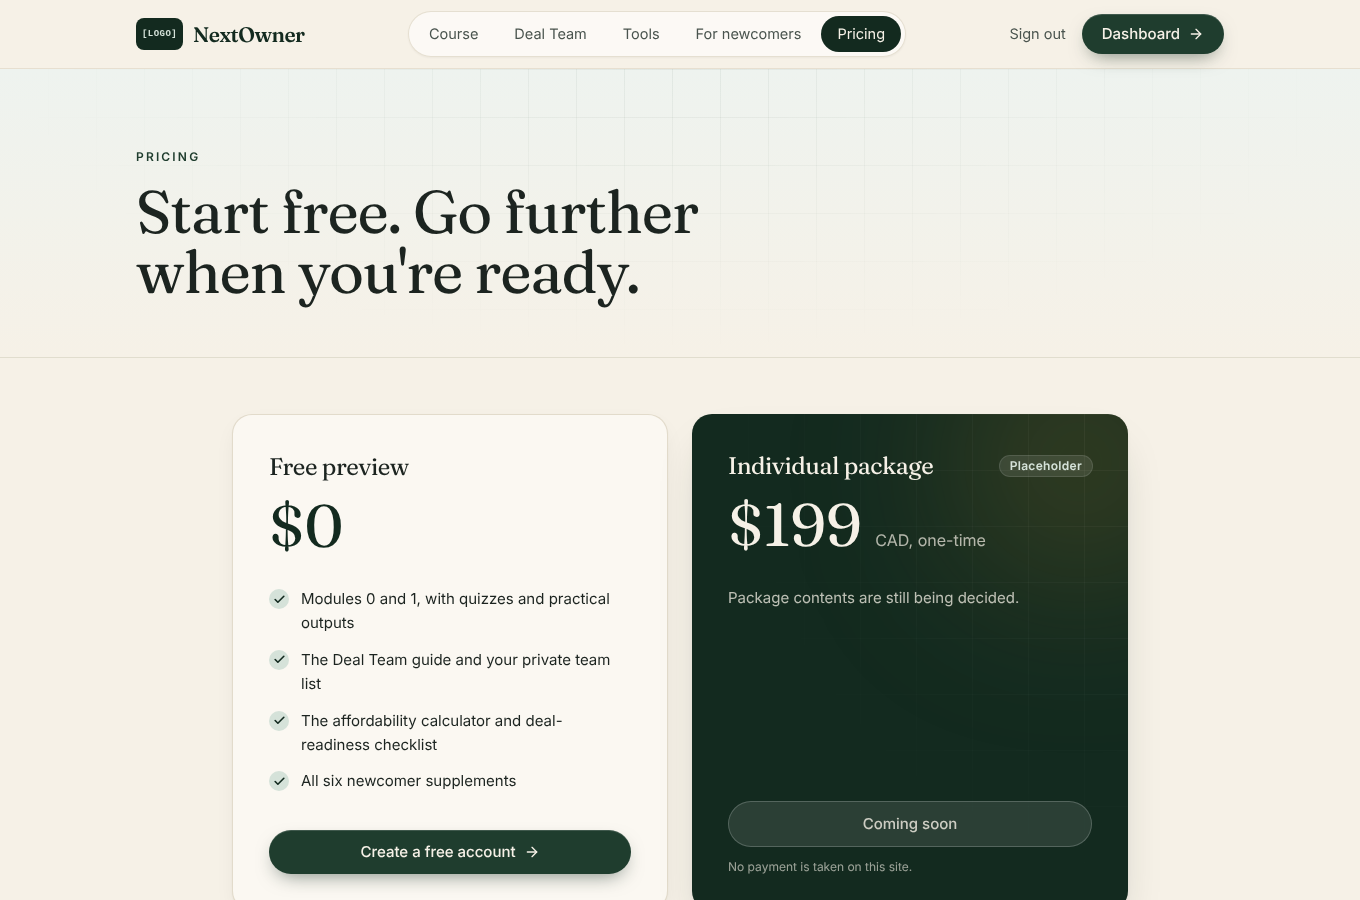 [LOGO] NextOwner
Course
Deal Team
Tools
For newcomers
Pricing
Sign out
Dashboard →
PRICING
Start free. Go further
when you're ready.
Free preview
$0
Modules 0 and 1, with quizzes and practical
outputs
The Deal Team guide and your private team
list
The affordability calculator and deal-
readiness checklist
All six newcomer supplements
Create a free account →
Individual package
Placeholder
$199 CAD, one-time
Package contents are still being decided.
Coming soon
No payment is taken on this site.